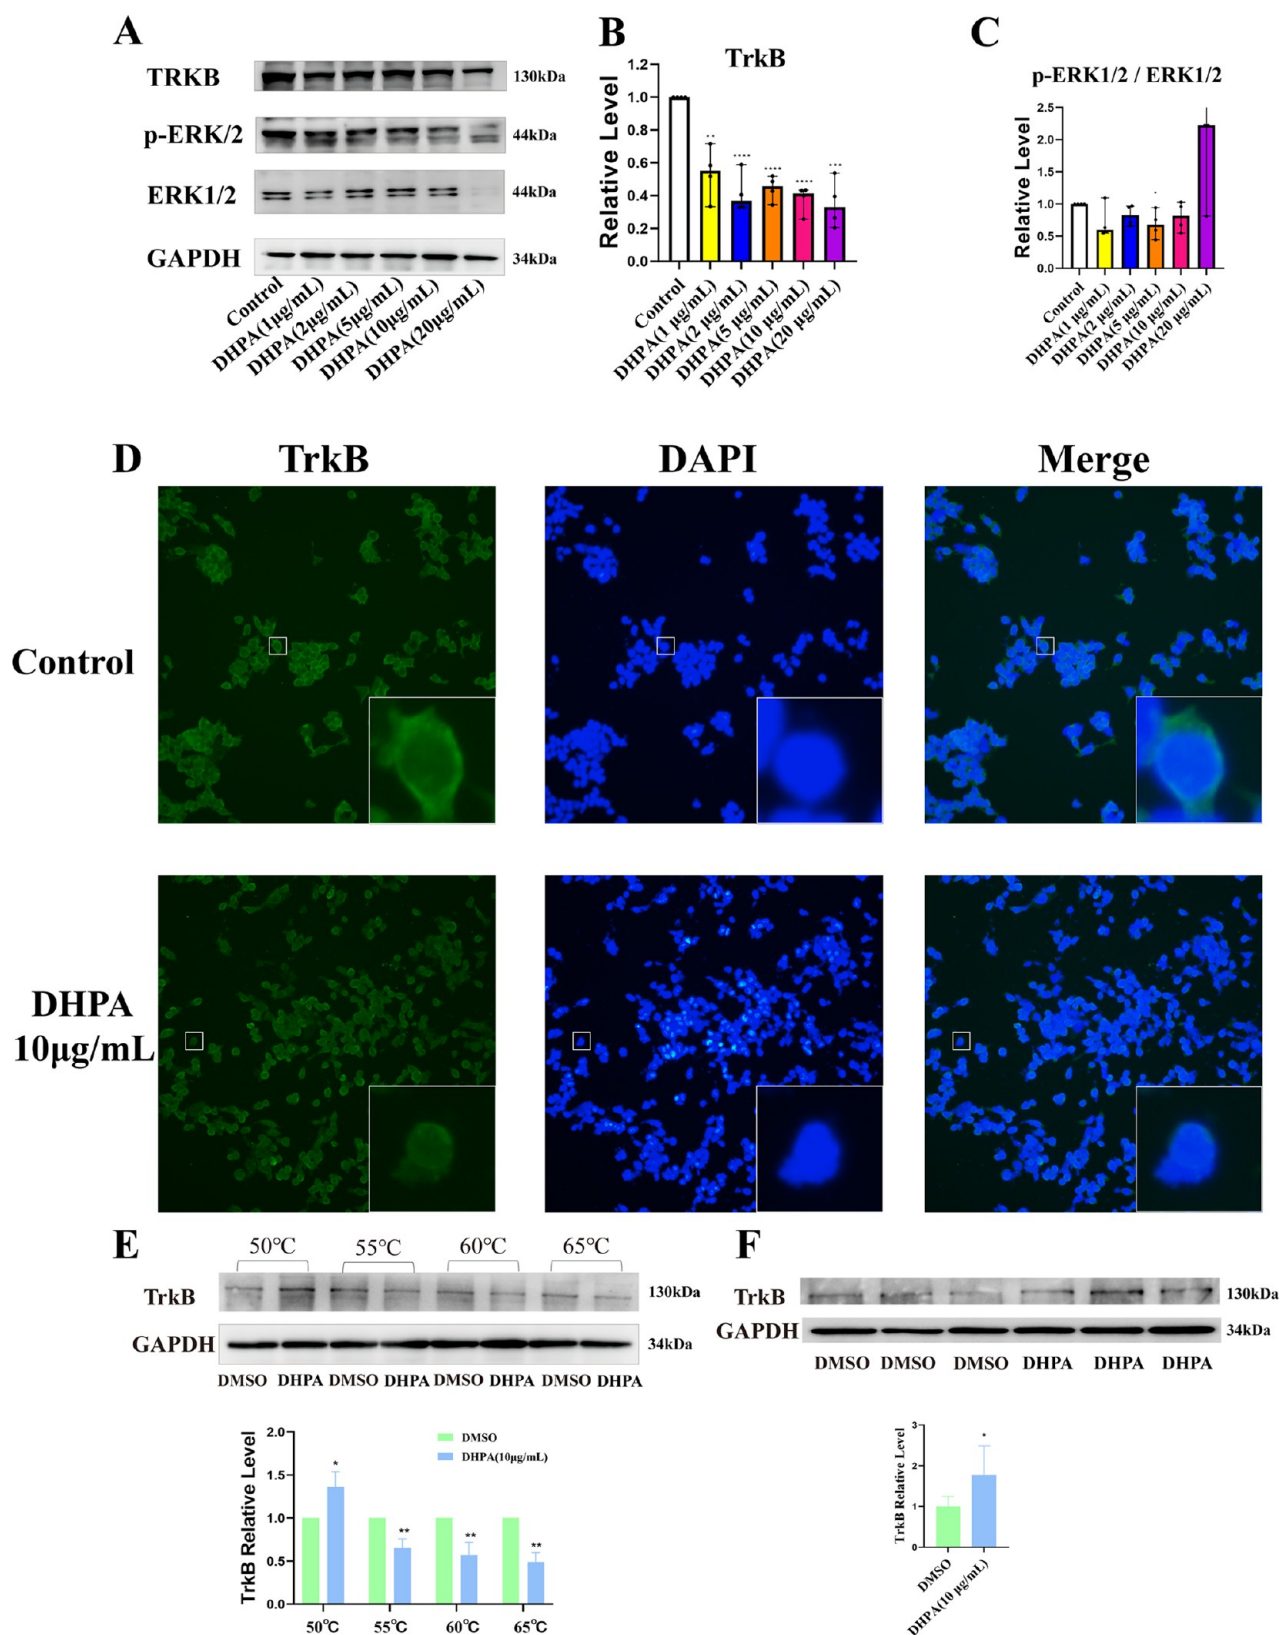 A
TRKB
130kDa
p-ERK/2
44kDa
ERK1/2
44kDa
GAPDH
34kDa
Control
DHPA(1μg/mL)
DHPA(2μg/mL)
DHPA(5μg/mL)
DHPA(10μg/mL)
DHPA(20μg/mL)
B
TrkB
Relative Level
1.2
1.0
0.8
0.6
0.4
0.2
0.0
Control
DHPA(1 μg/mL)
DHPA(2 μg/mL)
DHPA(5 μg/mL)
DHPA(10 μg/mL)
DHPA(20 μg/mL)
C
p-ERK1/2 / ERK1/2
Relative Level
2.5
2.0
1.5
1.0
0.5
0.0
Control
DHPA(1 μg/mL)
DHPA(2 μg/mL)
DHPA(5 μg/mL)
DHPA(10 μg/mL)
DHPA(20 μg/mL)
D
TrkB
DAPI
Merge
Control
DHPA
10μg/mL
E
50°C 55°C 60°C 65°C
TrkB
130kDa
GAPDH
34kDa
DMSO DHPA DMSO DHPA DMSO DHPA DMSO DHPA
TrkB Relative Level
2.0
1.5
1.0
0.5
0.0
DMSO
DHPA(10μg/mL)
*
**
**
**
50°C 55°C 60°C 65°C
F
TrkB
130kDa
GAPDH
34kDa
DMSO DMSO DMSO DHPA DHPA DHPA
TrkB Relative Level
3
2
1
0
*
DMSO
DHPA(10 μg/mL)